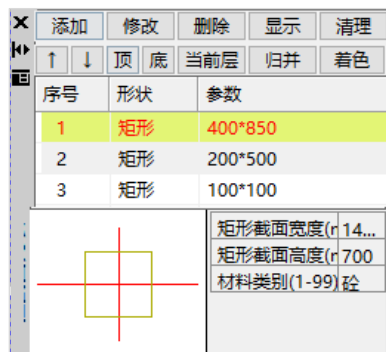 添加 修改 删除 显示 清理
↑ ↓ 顶 底 当前层 归并 着色
序号 形状 参数
1 矩形 400*850
2 矩形 200*500
3 矩形 100*100
矩形截面宽度(r 14...
矩形截面高度(r 700
材料类别(1-99) 砼